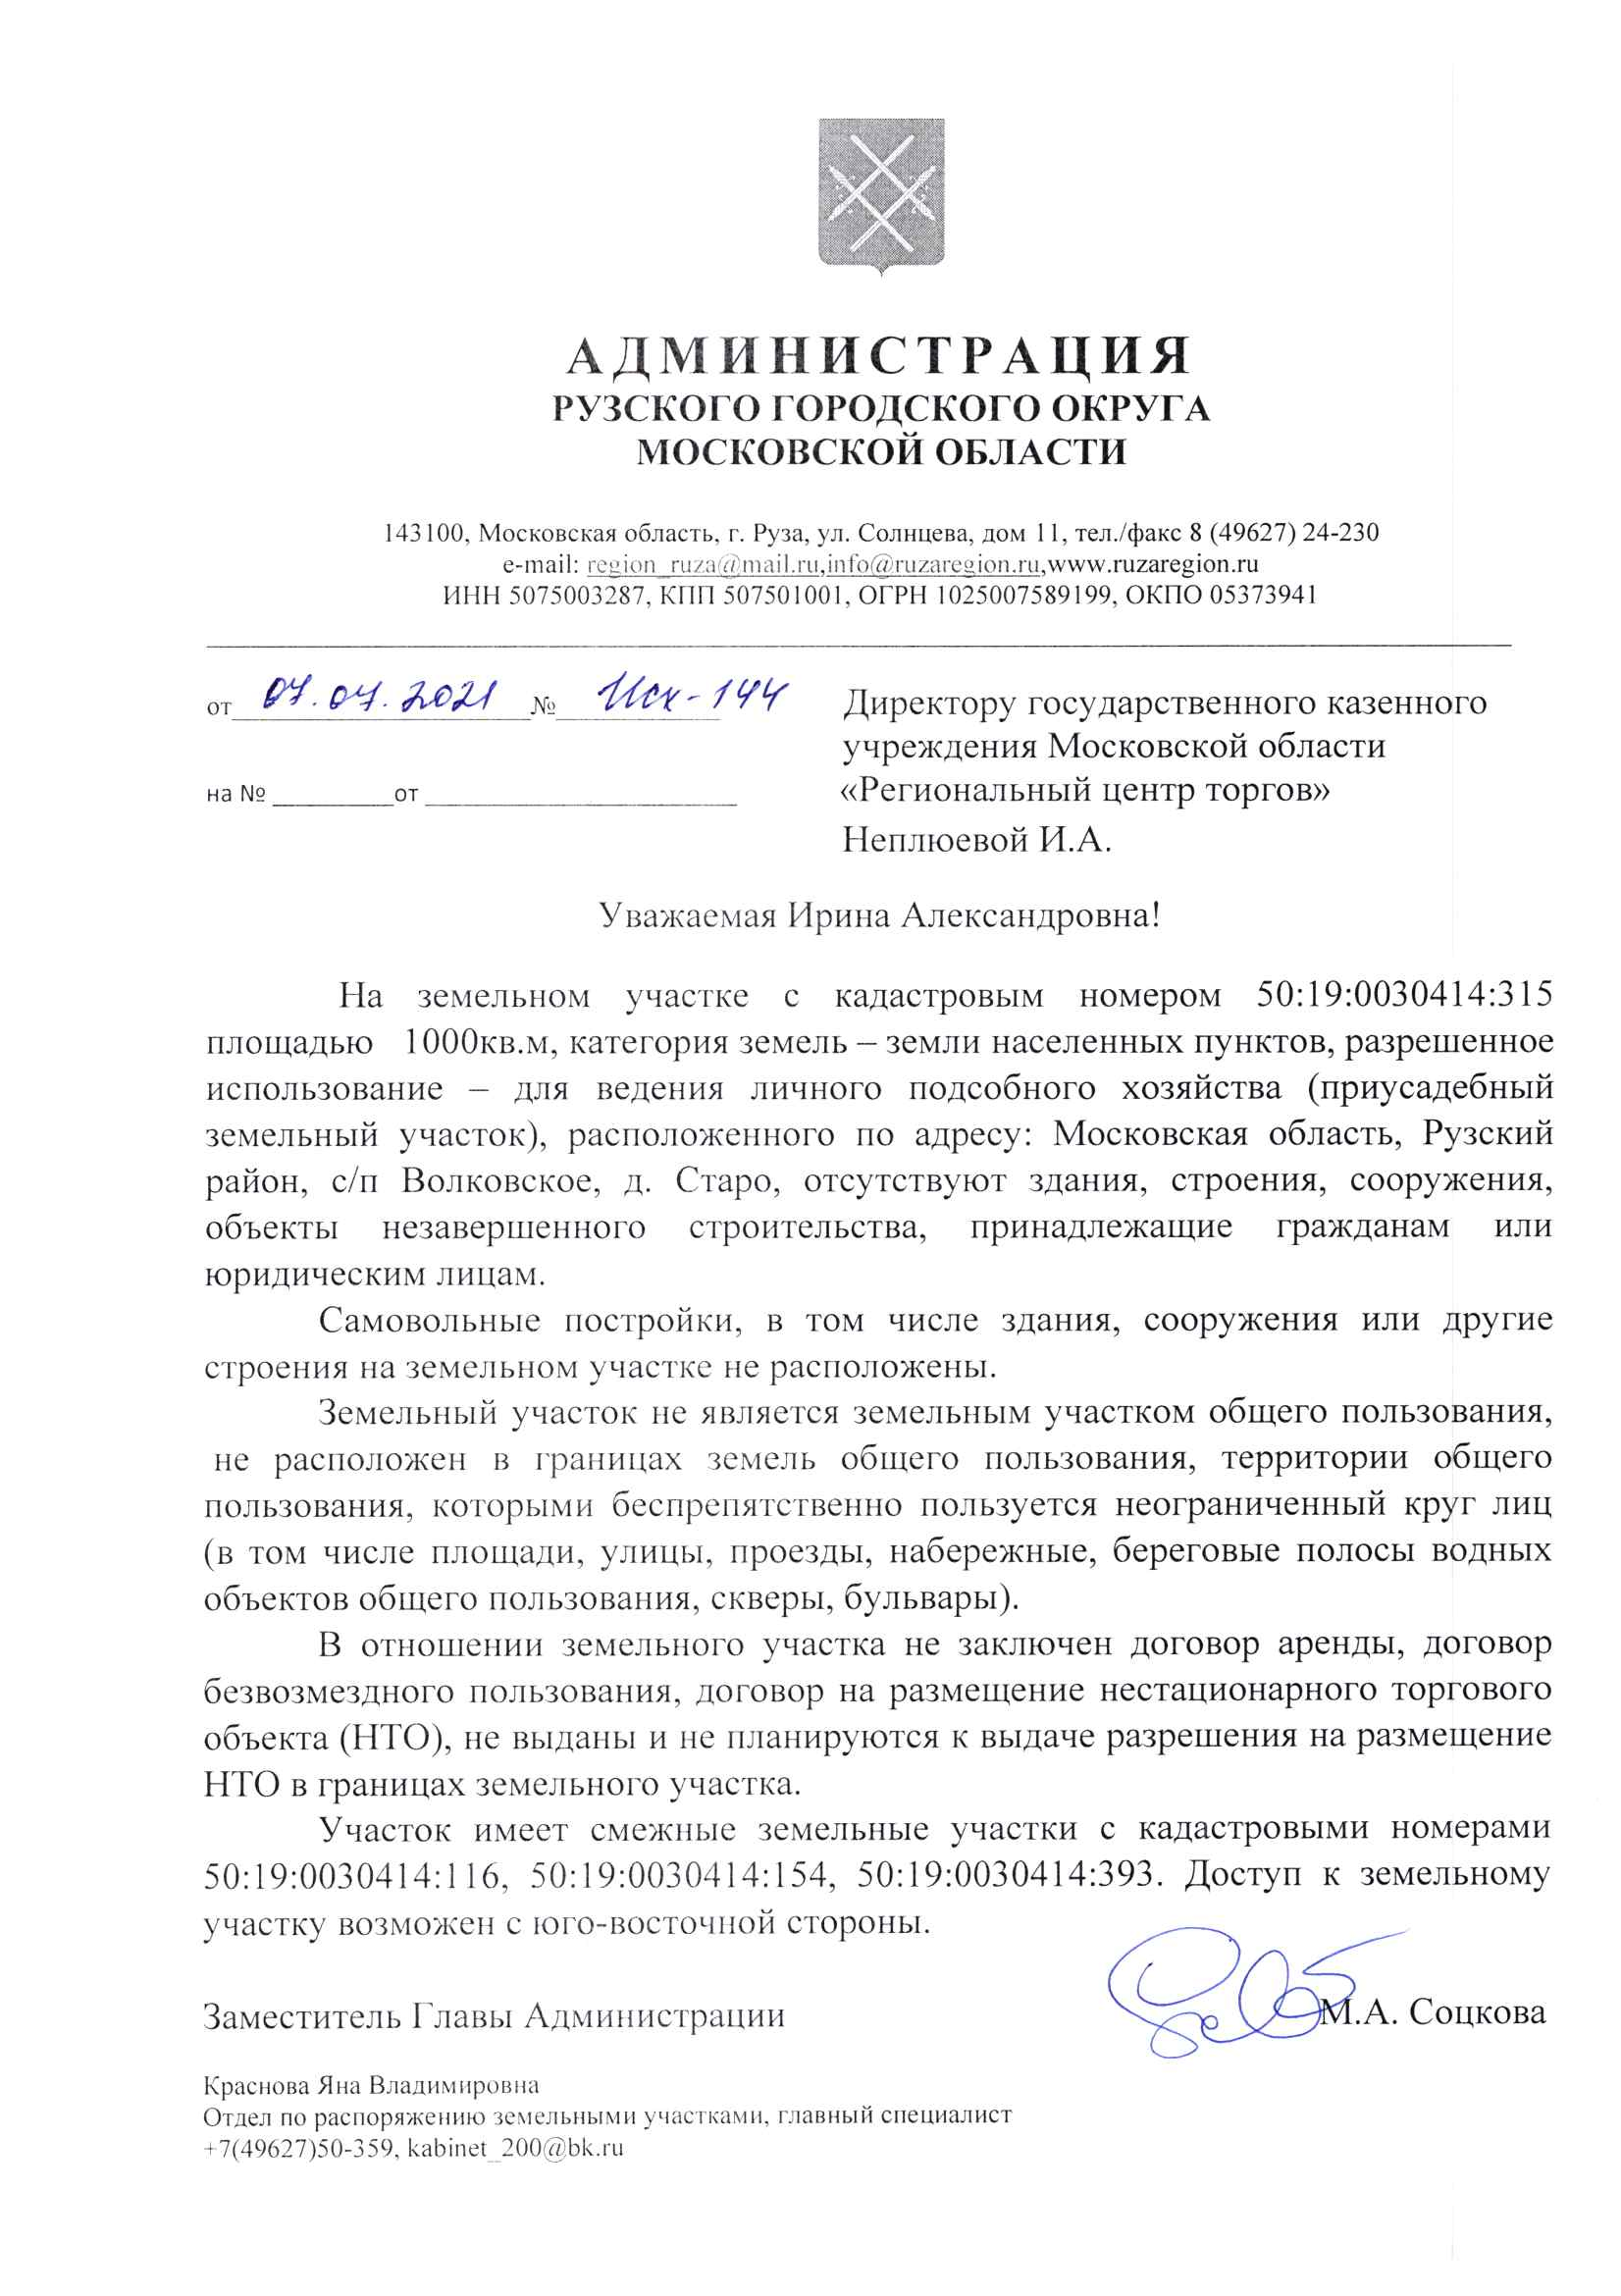 АДМИНИСТРАЦИЯ
РУЗСКОГО ГОРОДСКОГО ОКРУГА
МОСКОВСКОЙ ОБЛАСТИ
143100, Московская область, г. Руза, ул. Солнцева, дом 11, тел./факс 8 (49627) 24-230
e-mail: region_ruza@mail.ru,info@ruzaregion.ru,www.ruzaregion.ru
ИНН 5075003287, КПП 507501001, ОГРН 1025007589199, ОКПО 05373941
от 07.07.2021 № Исх-144
на № __________от __________________________
Директору государственного казенного
учреждения Московской области
«Региональный центр торгов»
Неплюевой И.А.
Уважаемая Ирина Александровна!
На земельном участке с кадастровым номером 50:19:0030414:315
площадью 1000кв.м, категория земель – земли населенных пунктов, разрешенное
использование – для ведения личного подсобного хозяйства (приусадебный
земельный участок), расположенного по адресу: Московская область, Рузский
район, с/п Волковское, д. Старо, отсутствуют здания, строения, сооружения,
объекты незавершенного строительства, принадлежащие гражданам или
юридическим лицам.
Самовольные постройки, в том числе здания, сооружения или другие
строения на земельном участке не расположены.
Земельный участок не является земельным участком общего пользования,
не расположен в границах земель общего пользования, территории общего
пользования, которыми беспрепятственно пользуется неограниченный круг лиц
(в том числе площади, улицы, проезды, набережные, береговые полосы водных
объектов общего пользования, скверы, бульвары).
В отношении земельного участка не заключен договор аренды, договор
безвозмездного пользования, договор на размещение нестационарного торгового
объекта (НТО), не выданы и не планируются к выдаче разрешения на размещение
НТО в границах земельного участка.
Участок имеет смежные земельные участки с кадастровыми номерами
50:19:0030414:116, 50:19:0030414:154, 50:19:0030414:393. Доступ к земельному
участку возможен с юго-восточной стороны.
Заместитель Главы Администрации М.А. Соцкова
Краснова Яна Владимировна
Отдел по распоряжению земельными участками, главный специалист
+7(49627)50-359, kabinet_200@bk.ru